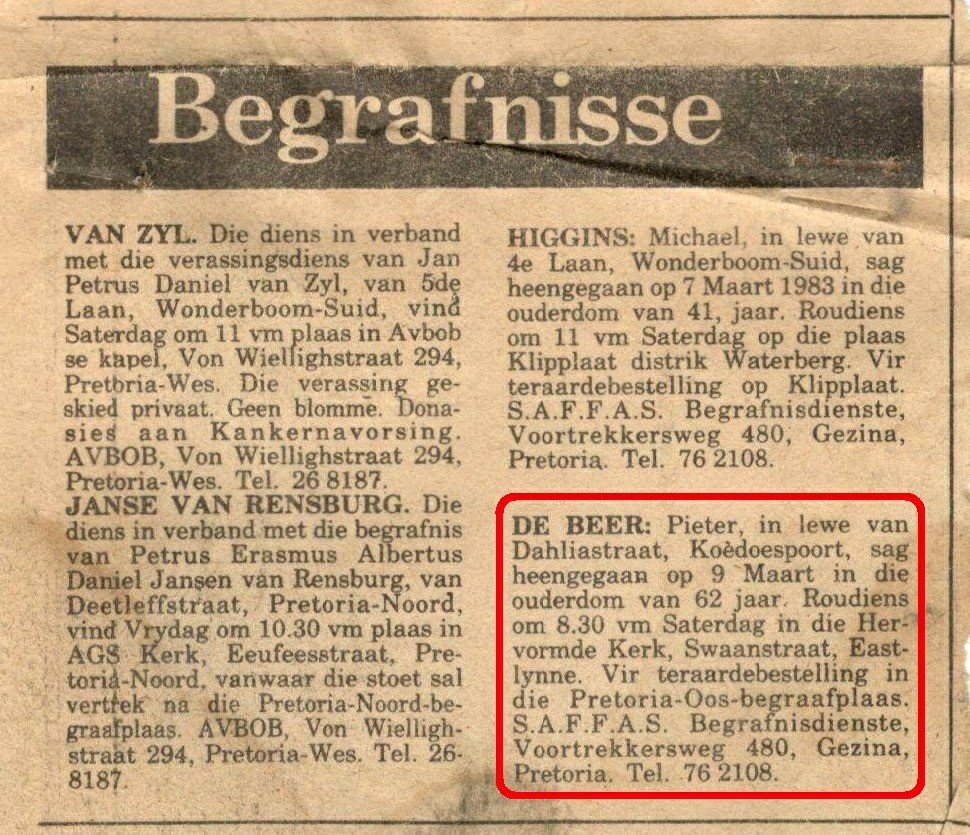 Begrafnisse
VAN ZYL. Die diens in verband
met die verassingsdiens van Jan
Petrus Daniel van Zyl, van 5de
Laan, Wonderboom-Suid, vind
Saterdag om 11 vm plaas in Avbob
se kapel, Von Wiellighstraat 294,
Pretbria-Wes. Die verassing ge-
skied privaat. Geen blomme. Dona-
sies aan Kankernavorsing.
AVBOB, Von Wiellighstraat 294,
Pretoria-Wes. Tel. 26 8187.
JANSE VAN RENSBURG. Die
diens in verband met die begrafnis
van Petrus Erasmus Albertus
Daniel Jansen van Rensburg, van
Deetleffstraat, Pretoria-Noord,
vind Vrydag om 10.30 vm plaas in
AGS Kerk, Eeufeesstraat, Pre-
toria-Noord, vanwaar die stoet sal
vertrek na die Pretoria-Noord-be-
graafplaas. AVBOB, Von Wielligh-
straat 294, Pretoria-Wes. Tel. 26-
8187.
HIGGINS: Michael, in lewe van
4e Laan, Wonderboom-Suid, sag
heengegaan op 7 Maart 1983 in die
ouderdom van 41, jaar. Roudiens
om 11 vm Saterdag op die plaas
Klipplaat distrik Waterberg. Vir
teraardebestelling op Klipplaat.
S.A.F.F.A.S. Begrafnisdienste,
Voortrekkersweg 480, Gezina,
Pretoria. Tel. 76 2108.
DE BEER: Pieter, in lewe van
Dahliastraat, Koèdoespoort, sag
heengegaan op 9 Maart in die
ouderdom van 62 jaar. Roudiens
om 8.30 vm Saterdag in die Her-
vormde Kerk, Swaanstraat, East-
lynne. Vir teraardebestelling in
die Pretoria-Oos-begraafplaas.
S.A.F.F.A.S. Begrafnisdienste,
Voortrekkersweg 480, Gezina,
Pretoria. Tel. 76 2108.